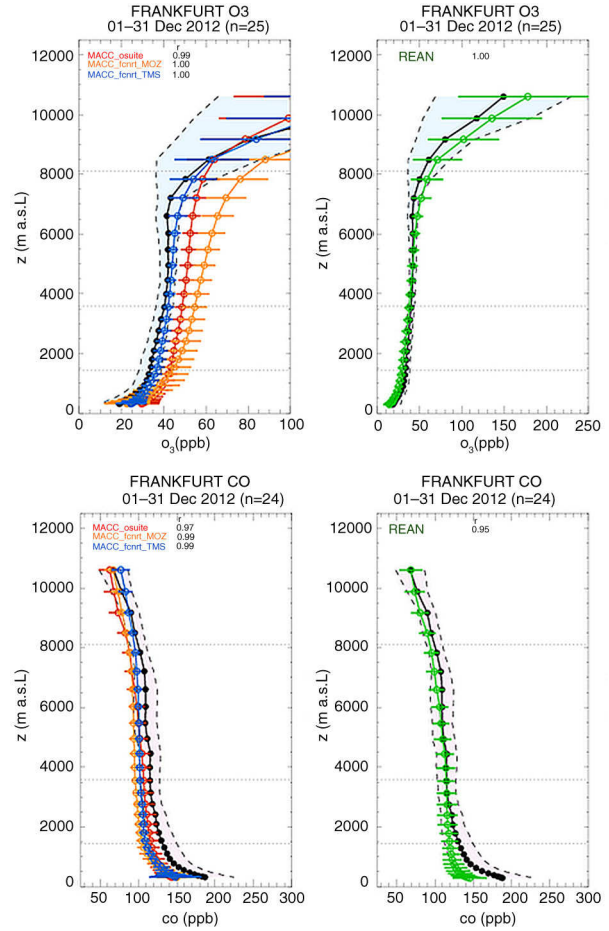 FRANKFURT O3
01–31 Dec 2012 (n=25)
r
MACC_osuite 0.99
MACC_fcnrt_MOZ 1.00
MACC_fcnrt_TMS 1.00
12000
10000
8000
6000
4000
2000
0
z (m a.s.L)
0 20 40 60 80 100
o3(ppb)
FRANKFURT O3
01–31 Dec 2012 (n=25)
REAN 1.00
12000
10000
8000
6000
4000
2000
0
z (m a.s.L)
0 50 100 150 200 250
o3(ppb)
FRANKFURT CO
01–31 Dec 2012 (n=24)
r
MACC_osuite 0.97
MACC_fcnrt_MOZ 0.99
MACC_fcnrt_TMS 0.99
12000
10000
8000
6000
4000
2000
0
z (m a.s.L)
50 100 150 200 250 300
co (ppb)
FRANKFURT CO
01–31 Dec 2012 (n=24)
r
REAN 0.95
12000
10000
8000
6000
4000
2000
0
z (m a.s.L)
50 100 150 200 250 300
co (ppb)